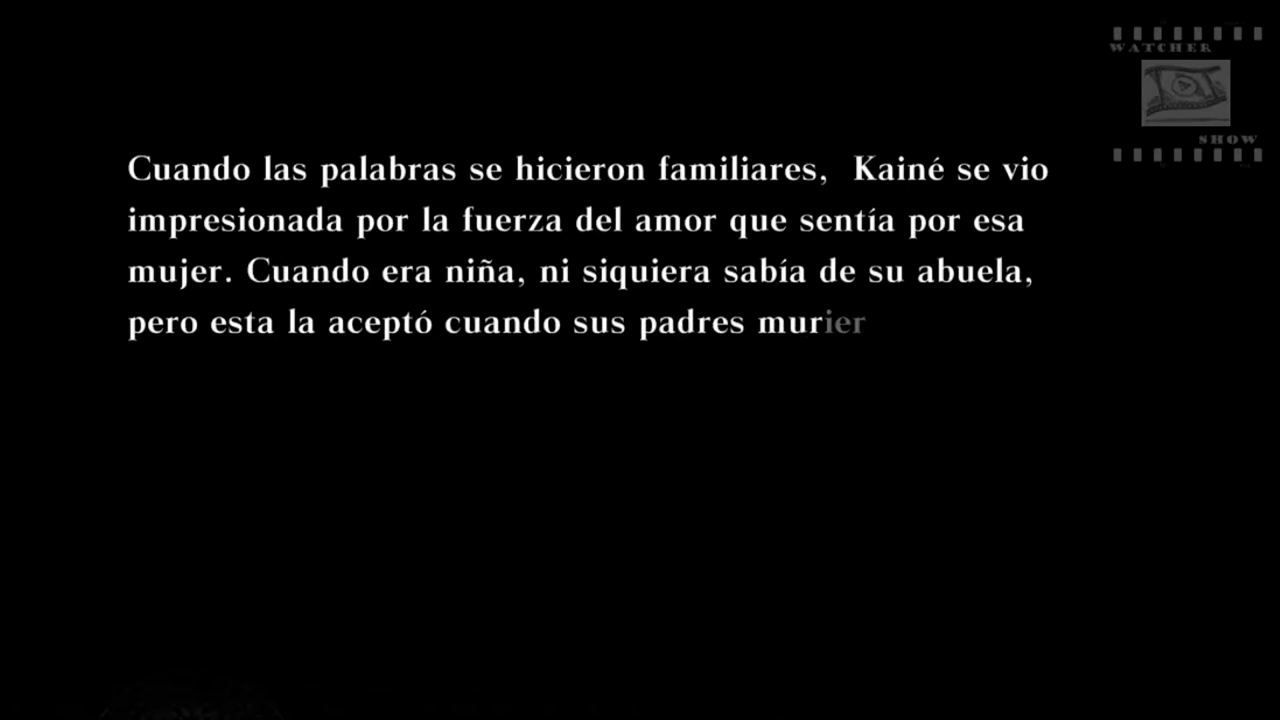 WATCHER
SHOW
Cuando las palabras se hicieron familiares, Kainé se vio
impresionada por la fuerza del amor que sentía por esa
mujer. Cuando era niña, ni siquiera sabía de su abuela,
pero esta la aceptó cuando sus padres murier